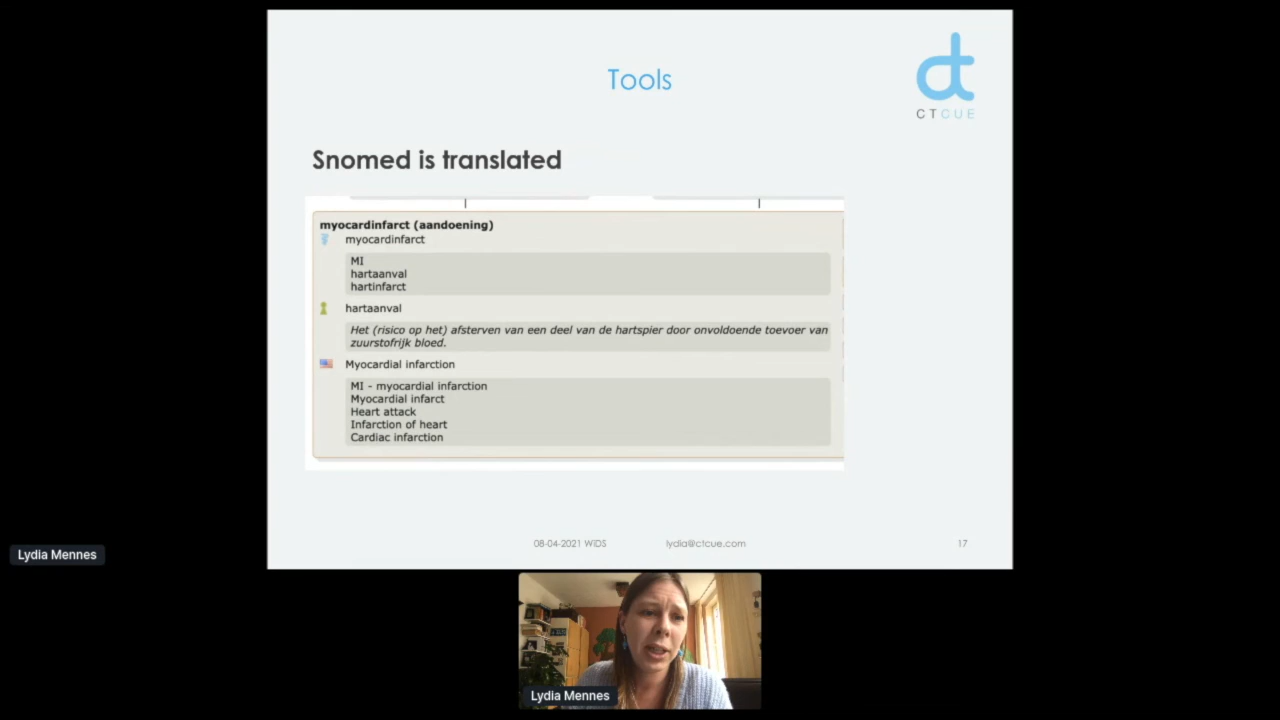 Tools
CTCUE
Snomed is translated
myocardinfarct (aandoening)
myocardinfarct
MI
hartaanval
hartinfarct
hartaanval
Het (risico op het) afsterven van een deel van de hartspier door onvoldoende toevoer van
zuurstofrijk bloed.
Myocardial infarction
MI - myocardial infarction
Myocardial infarct
Heart attack
Infarction of heart
Cardiac infarction
08-04-2021 WiDS lydia@ctcue.com 17
Lydia Mennes
Lydia Mennes